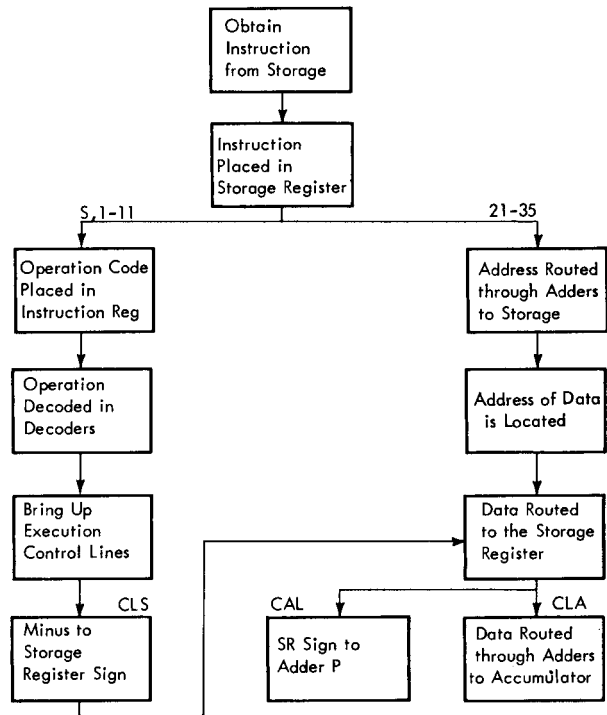 Obtain
Instruction
from Storage
Instruction
Placed in
Storage Register
S,1-11
21-35
Operation Code
Placed in
Instruction Reg
Address Routed
through Adders
to Storage
Operation
Decoded in
Decoders
Address of Data
is Located
Bring Up
Execution
Control Lines
Data Routed
to the Storage
Register
CLS
CAL
CLA
Minus to
Storage
Register Sign
SR Sign to
Adder P
Data Routed
through Adders
to Accumulator